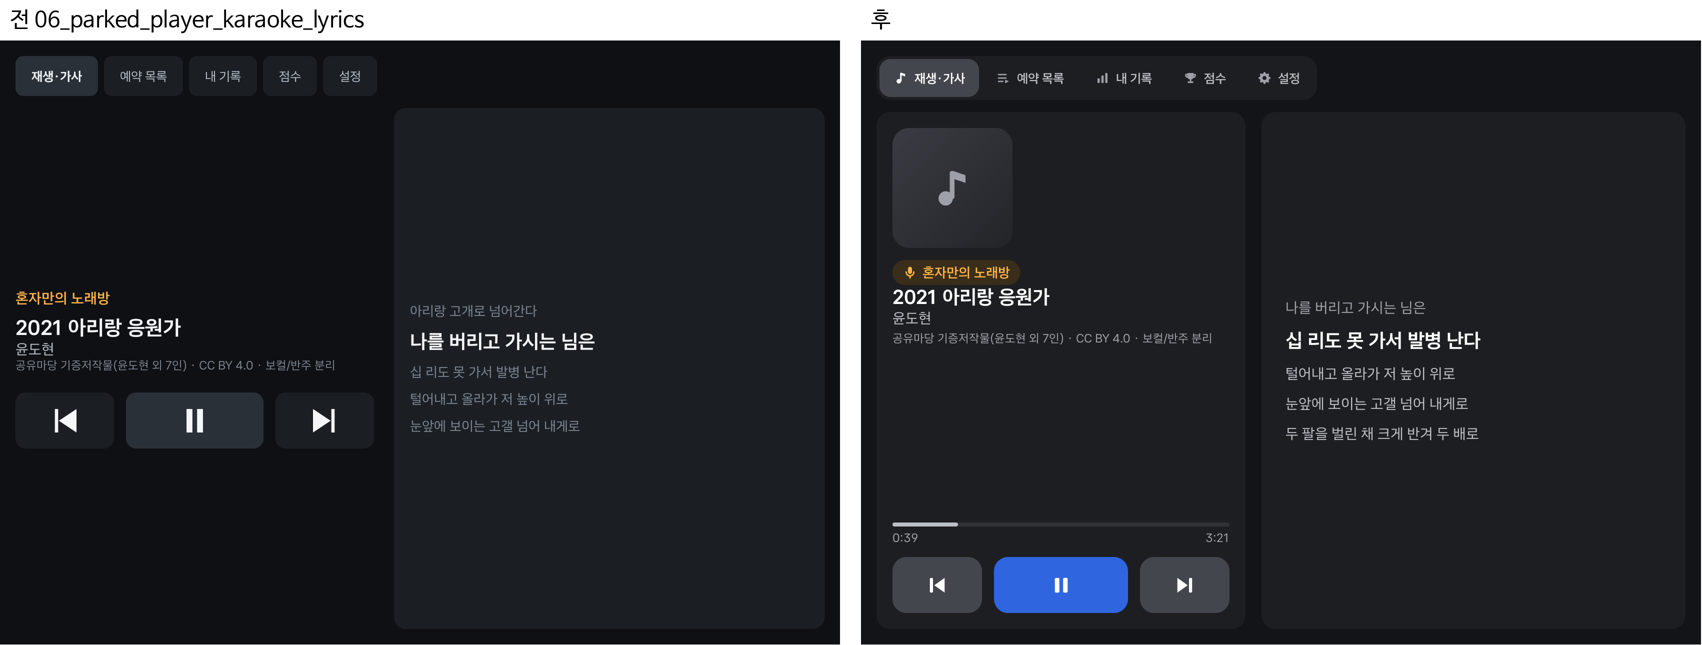 전 06_parked_player_karaoke_lyrics
재생·가사
예약 목록
내 기록
점수
설정
혼자만의 노래방
2021 아리랑 응원가
윤도현
공유마당 기증저작물(윤도현 외 7인) · CC BY 4.0 · 보컬/반주 분리
아리랑 고개로 넘어간다
나를 버리고 가시는 님은
십 리도 못 가서 발병 난다
털어내고 올라가 저 높이 위로
눈앞에 보이는 고갤 넘어 내게로
후
재생·가사
예약 목록
내 기록
점수
설정
혼자만의 노래방
2021 아리랑 응원가
윤도현
공유마당 기증저작물(윤도현 외 7인) · CC BY 4.0 · 보컬/반주 분리
0:39
3:21
나를 버리고 가시는 님은
십 리도 못 가서 발병 난다
털어내고 올라가 저 높이 위로
눈앞에 보이는 고갤 넘어 내게로
두 팔을 벌린 채 크게 반겨 두 배로